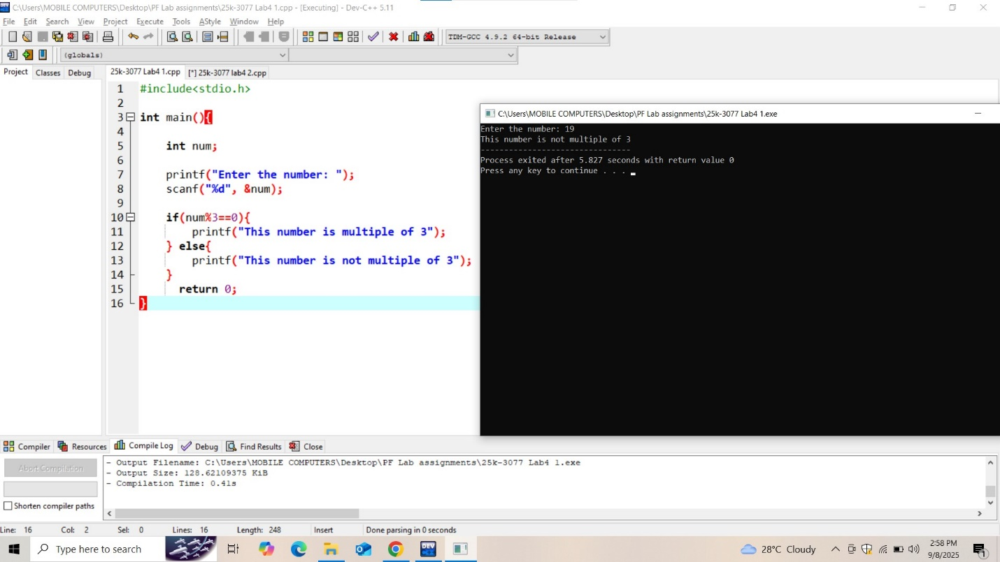 C:\Users\MOBILE COMPUTERS\Desktop\PF Lab assignments\25k-3077 Lab4 1.cpp - [Executing] - Dev-C++ 5.11
File Edit Search View Project Execute Tools AStyle Window Help
TDM-GCC 4.9.2 64-bit Release
(globals)
Project Classes Debug 25k-3077 Lab4 1.cpp [*] 25k-3077 lab4 2.cpp
1 #include<stdio.h>
2
3 int main(){
4
5 int num;
6
7 printf("Enter the number: ");
8 scanf("%d", &num);
9
10 if(num%3==0){
11 printf("This number is multiple of 3");
12 } else{
13 printf("This number is not multiple of 3");
14 }
15 return 0;
16 }
C:\Users\MOBILE COMPUTERS\Desktop\PF Lab assignments\25k-3077 Lab4 1.exe
Enter the number: 19
This number is not multiple of 3
--------------------------------
Process exited after 5.827 seconds with return value 0
Press any key to continue . . .
Compiler Resources Compile Log Debug Find Results Close
Abort Compilation
Shorten compiler paths
- Output Filename: C:\Users\MOBILE COMPUTERS\Desktop\PF Lab assignments\25k-3077 Lab4 1.exe
- Output Size: 128.62109375 KiB
- Compilation Time: 0.41s
Line: 16 Col: 2 Sel: 0 Lines: 16 Length: 248 Insert Done parsing in 0 seconds
Type here to search
DEV
28°C Cloudy
2:58 PM
9/8/2025
1